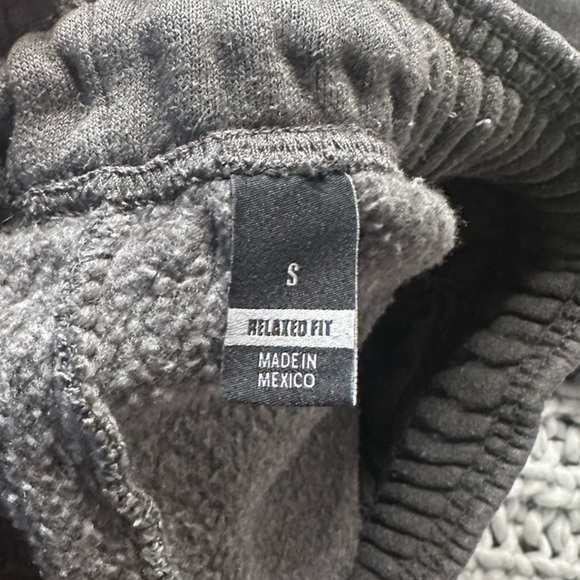 S
RELAXED FIT
MADE IN
MEXICO